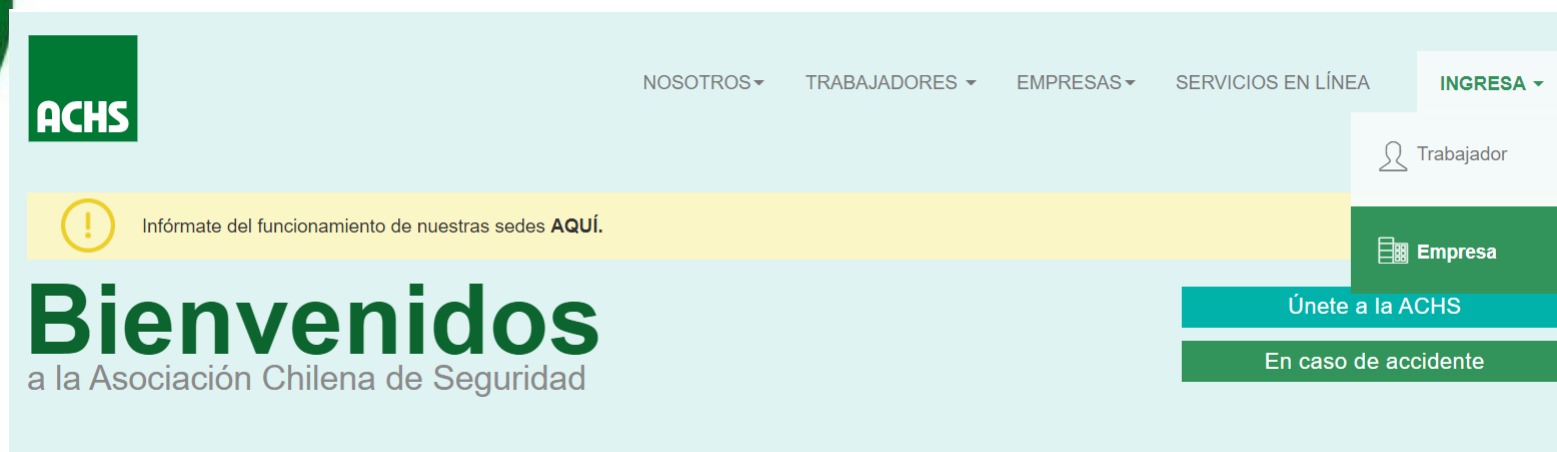 ACHS
NOSOTROS TRABAJADORES EMPRESAS SERVICIOS EN LÍNEA INGRESA
Trabajador
Infórmate del funcionamiento de nuestras sedes AQUÍ.
Empresa
Bienvenidos
a la Asociación Chilena de Seguridad
Únete a la ACHS
En caso de accidente